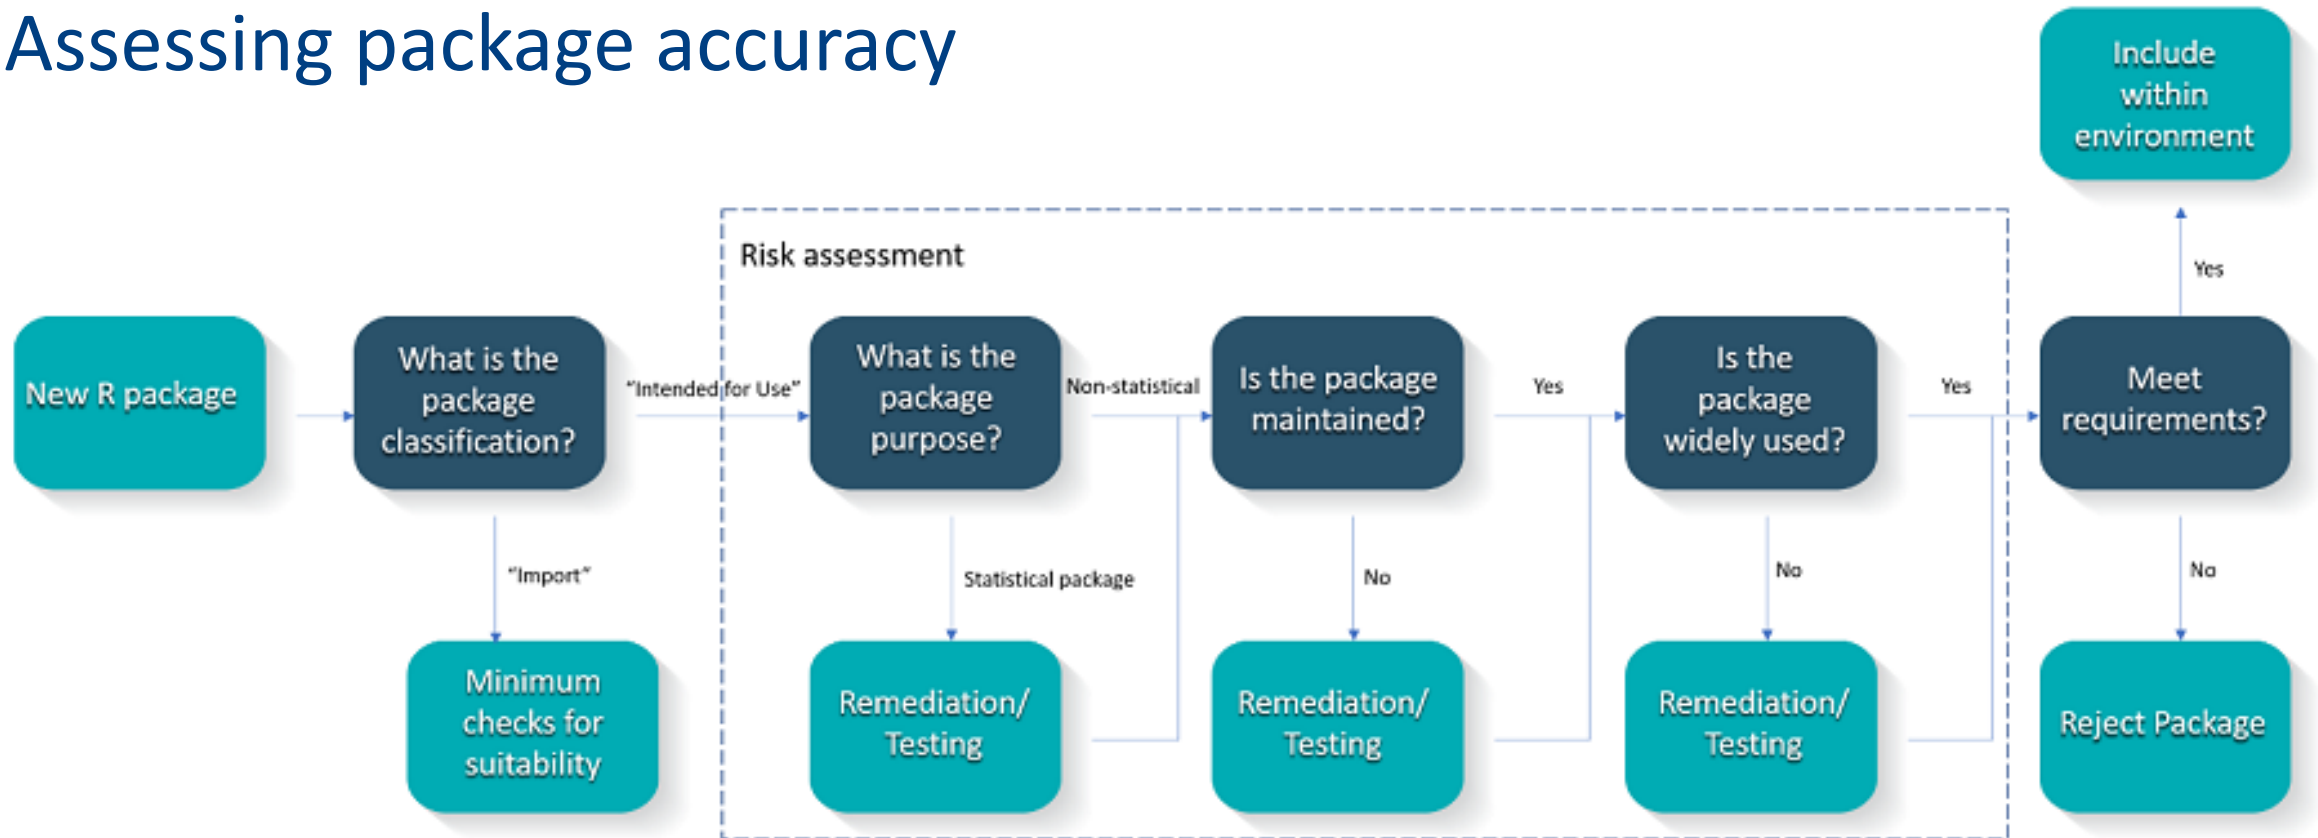 Assessing package accuracy
Include
within
environment
Risk assessment
Yes
New R package
What is the
package
classification?
“Intended for Use”
What is the
package
purpose?
Non-statistical
Is the package
maintained?
Yes
Is the
package
widely used?
Yes
Meet
requirements?
“Import”
Statistical package
No
No
No
Minimum
checks for
suitability
Remediation/
Testing
Remediation/
Testing
Remediation/
Testing
Reject Package